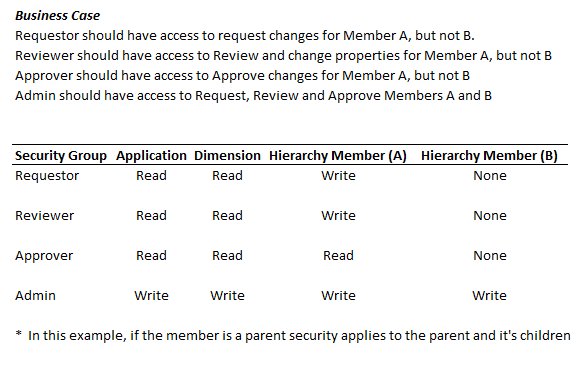 Business Case
Requestor should have access to request changes for Member A, but not B.
Reviewer should have access to Review and change properties for Member A, but not B
Approver should have access to Approve changes for Member A, but not B
Admin should have access to Request, Review and Approve Members A and B
Security Group Application Dimension Hierarchy Member (A) Hierarchy Member (B)
Requestor Read Read Write None
Reviewer Read Read Write None
Approver Read Read Read None
Admin Write Write Write Write
* In this example, if the member is a parent security applies to the parent and it's children